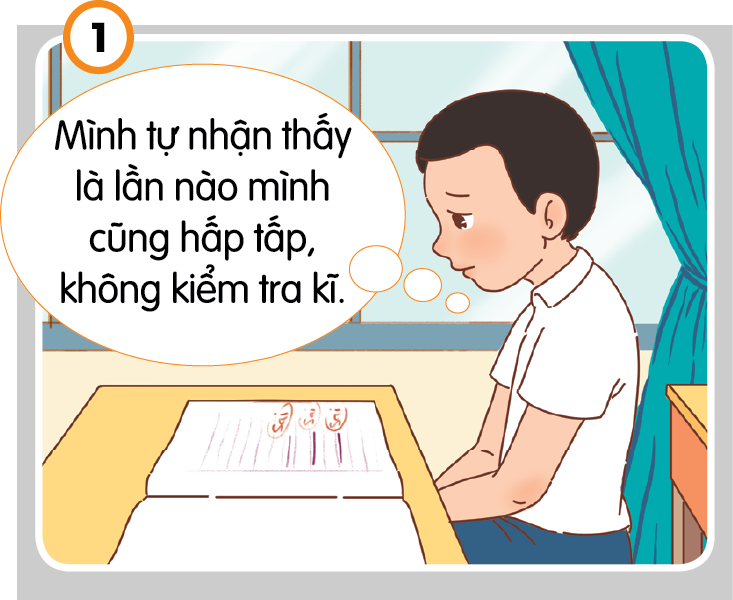 1
Mình tự nhận thấy
là lần nào mình
cũng hấp tấp,
không kiểm tra kĩ.